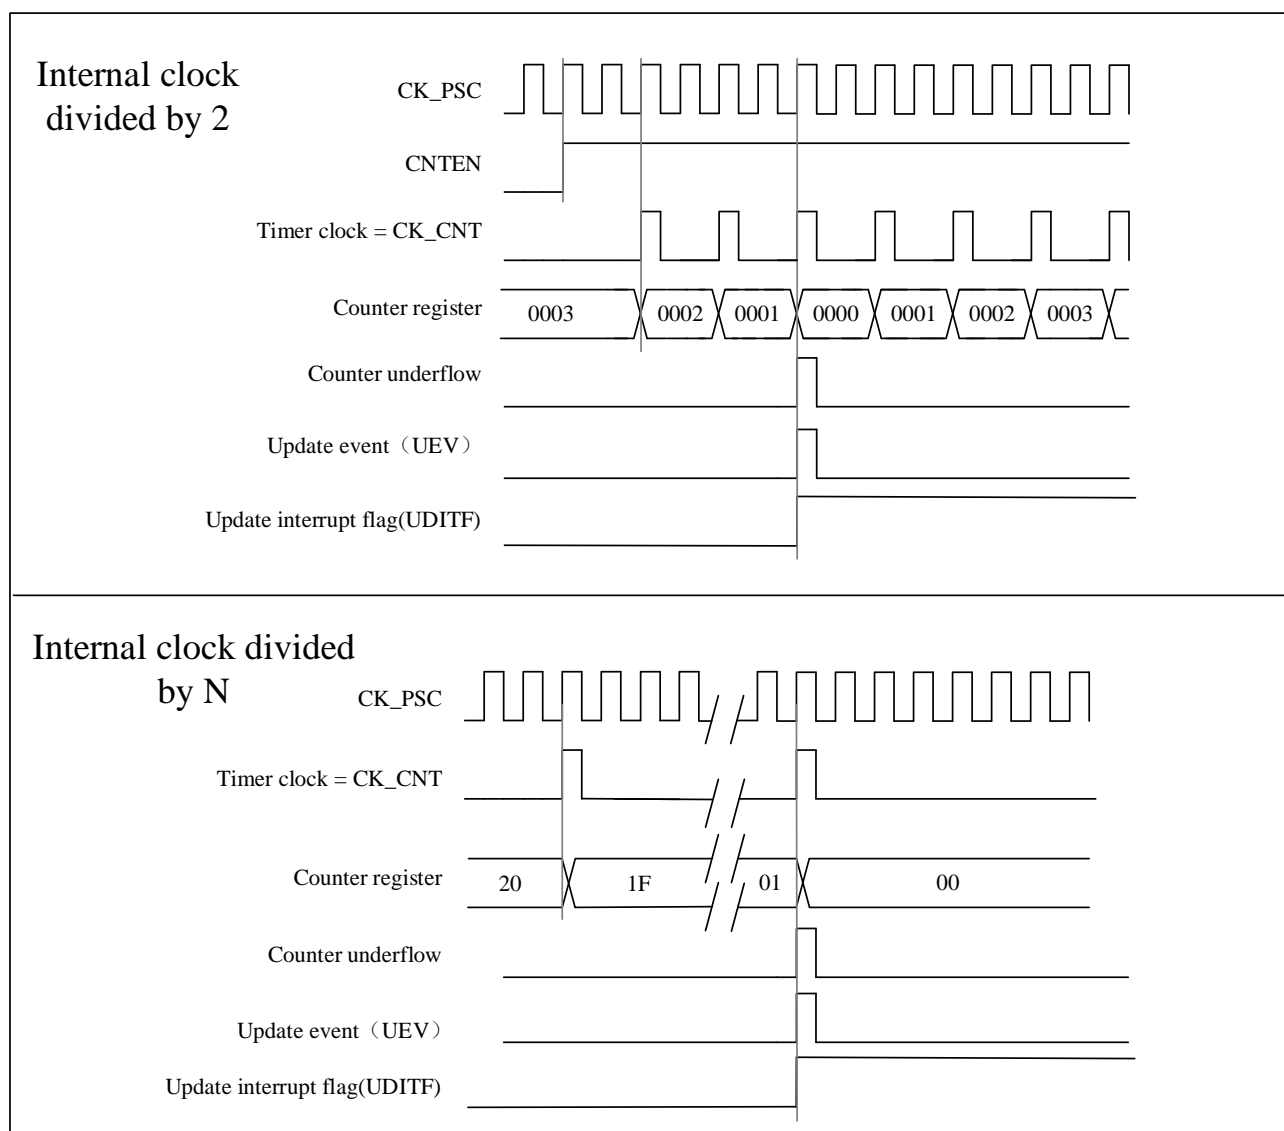 Internal clock
divided by 2
CK_PSC
CNTEN
Timer clock = CK_CNT
Counter register
0003 0002 0001 0000 0001 0002 0003
Counter underflow
Update event（UEV）
Update interrupt flag(UDITF)
Internal clock divided
by N
CK_PSC
Timer clock = CK_CNT
Counter register
20 1F 01 00
Counter underflow
Update event（UEV）
Update interrupt flag(UDITF)